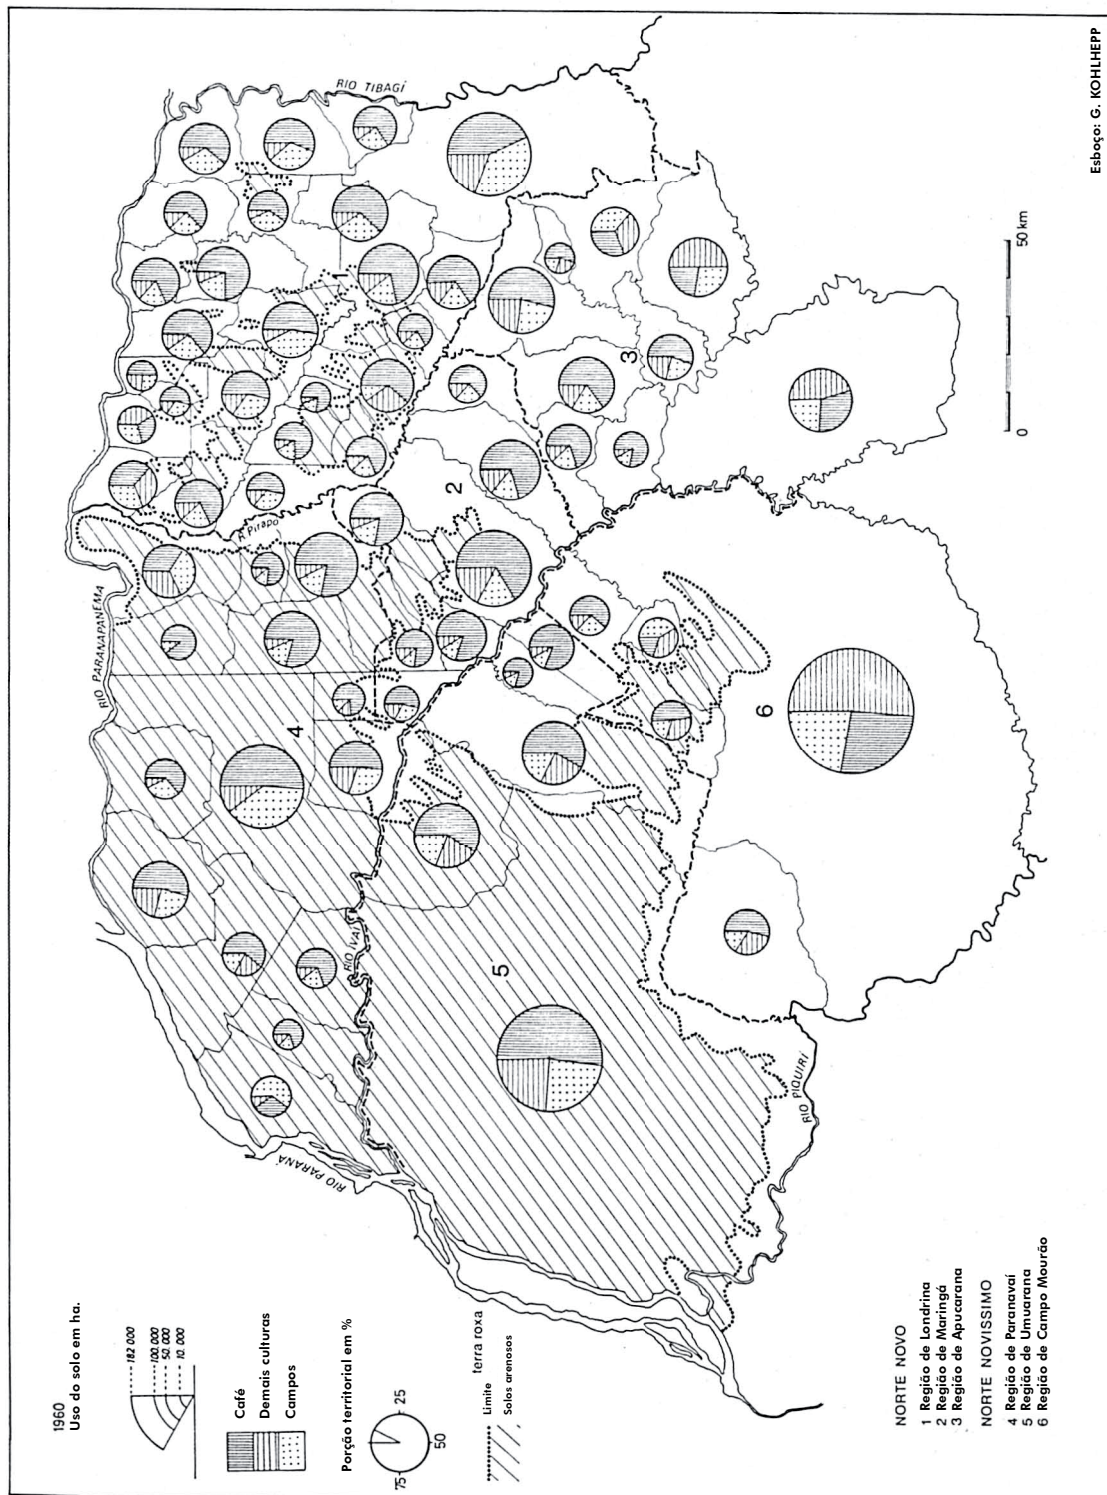 1960
Uso do solo em ha.
182 000
100.000
50.000
10.000
Café
Demais culturas
Campos
Porção territorial em %
25
50
75
Limite
terra roxa
Solos arenosos
NORTE NOVO
1 Região de Londrina
2 Região de Maringá
3 Região de Apucarana
NORTE NOVISSIMO
4 Região de Paranavaí
5 Região de Umuarana
6 Região de Campo Mourão
RIO PARANÁ
RIO PARANAPANEMA
RIO TIBAGÍ
R. Pirapó
RIO IVAÍ
RIO PIQUIRÍ
1
2
3
4
5
6
0
50 km
Esboço: G. KOHLHEPP